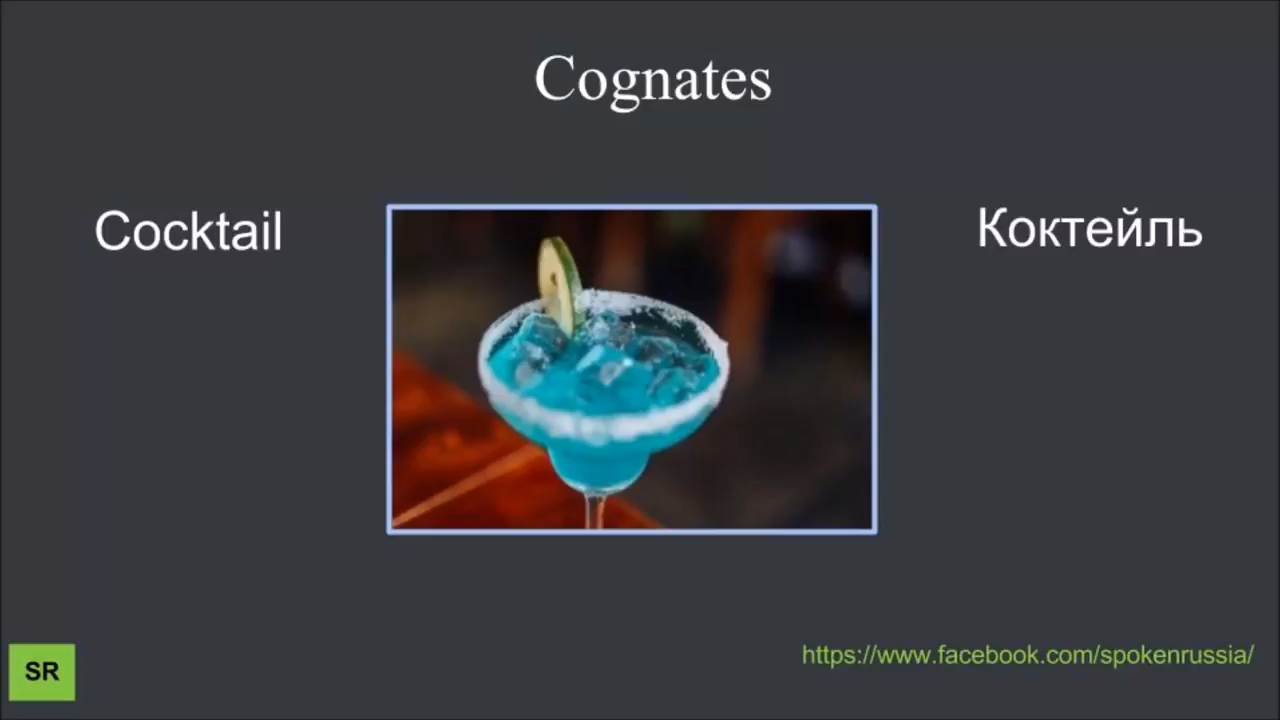 Cognates
Cocktail
Коктейль
SR
https://www.facebook.com/spokenrussia/